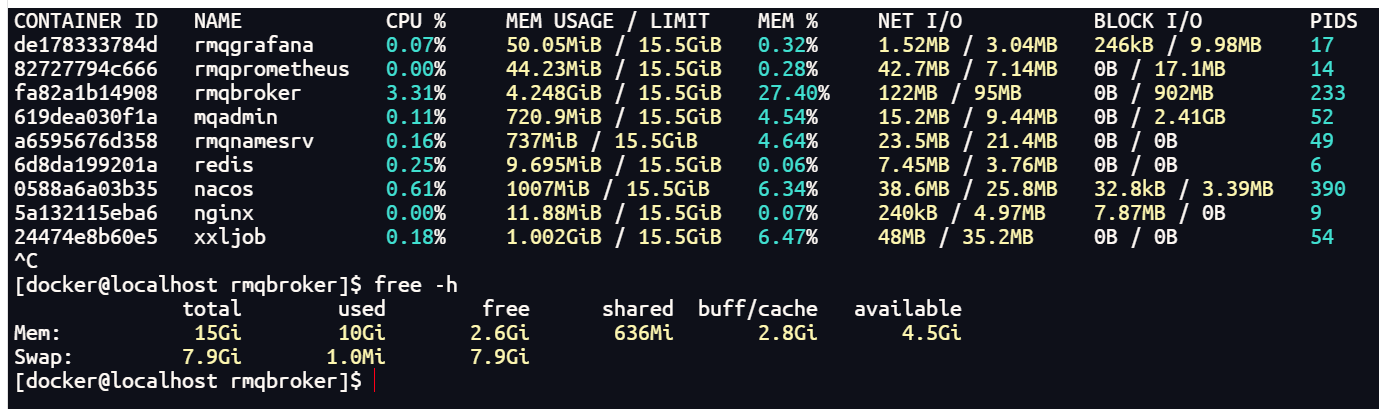 CONTAINER ID   NAME            CPU %     MEM USAGE / LIMIT     MEM %     NET I/O           BLOCK I/O         PIDS
de178333784d   rmqgrafana      0.07%     50.05MiB / 15.5GiB    0.32%     1.52MB / 3.04MB   246kB / 9.98MB    17
82727794c666   rmqprometheus   0.00%     44.23MiB / 15.5GiB    0.28%     42.7MB / 7.14MB   0B / 17.1MB       14
fa82a1b14908   rmqbroker       3.31%     4.248GiB / 15.5GiB    27.40%    122MB / 95MB      0B / 902MB        233
619dea030f1a   mqadmin         0.11%     720.9MiB / 15.5GiB    4.54%     15.2MB / 9.44MB   0B / 2.41GB       52
a6595676d358   rmqnamesrv      0.16%     737MiB / 15.5GiB      4.64%     23.5MB / 21.4MB   0B / 0B           49
6d8da199201a   redis           0.25%     9.695MiB / 15.5GiB    0.06%     7.45MB / 3.76MB   0B / 0B           6
0588a6a03b35   nacos           0.61%     1007MiB / 15.5GiB     6.34%     38.6MB / 25.8MB   32.8kB / 3.39MB   390
5a132115eba6   nginx           0.00%     11.88MiB / 15.5GiB    0.07%     240kB / 4.97MB    7.87MB / 0B       9
24474e8b60e5   xxljob          0.18%     1.002GiB / 15.5GiB    6.47%     48MB / 35.2MB     0B / 0B           54
^C
[docker@localhost rmqbroker]$ free -h
              total        used        free      shared  buff/cache   available
Mem:           15Gi        10Gi       2.6Gi       636Mi       2.8Gi       4.5Gi
Swap:         7.9Gi       1.0Mi       7.9Gi
[docker@localhost rmqbroker]$